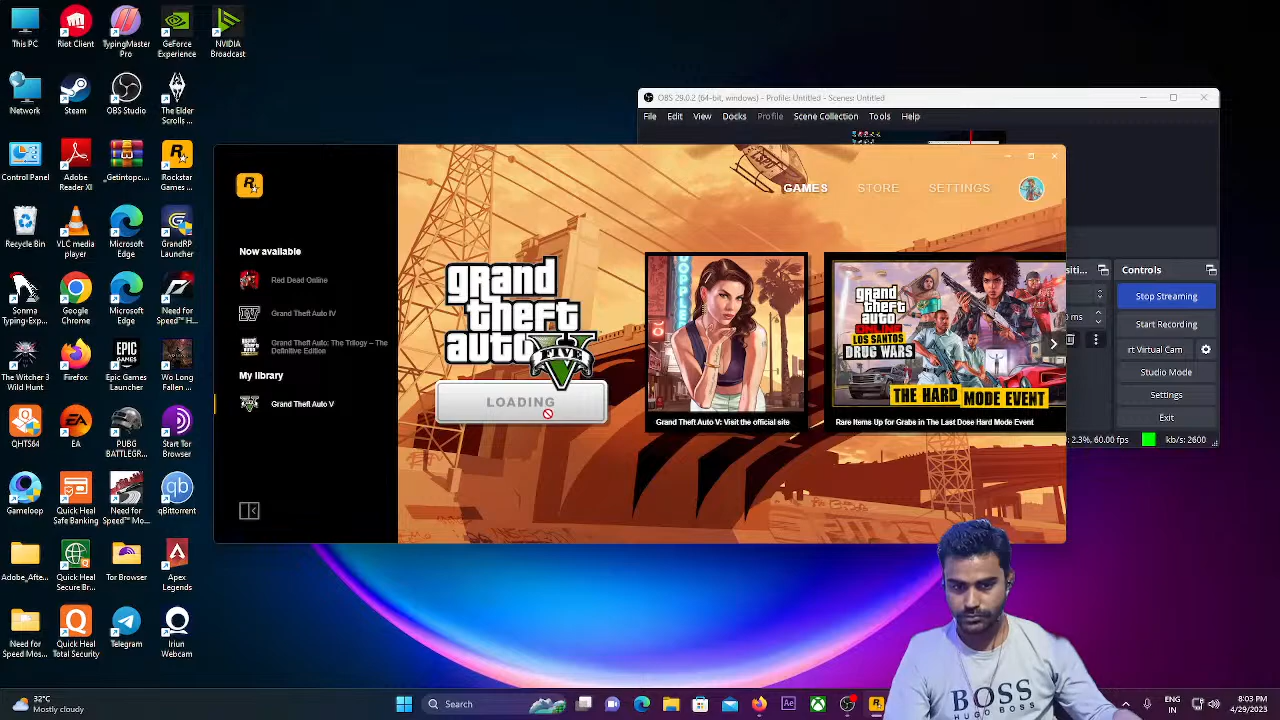 This PC
Riot Client
TypingMaster
Pro
GeForce
Experience
NVIDIA
Broadcast
Network
Steam
OBS Studio
The Elder
Scrolls ...
Control Panel
Adobe
Reader XI
_Getintopc...
Rockstar
Games ...
Recycle Bin
VLC media
player
Microsoft
Edge
GrandRP
Typing-Exp...
Google
Chrome
Microsoft
Edge
Need for
Speed™ H...
The Witcher 3
Wild Hunt
Firefox
Epic Games
Launcher
Wo Long
Fallen ...
QHTS4
EA
PUBG
BATTLEGR...
Stream for
Audio
Gameloop
Quick Heal
Safe Banking
Need for
Speed™ Mo...
qBittorrent
Quick Heal
Secure Br...
Tor Browser
Apex
Legends
Need for
Speed Mos...
Quick Heal
Total Security
Telegram
Iriun
Webcam
OBS 29.0.2 (64-bit, windows) - Profile: Untitled - Scenes: Untitled
File Edit View Docks Profile Scene Collection Tools Help
GAMES STORE SETTINGS
Now available
Red Dead Online
Grand Theft Auto IV
Grand Theft Auto: The Trilogy – The
Definitive Edition
My library
Grand Theft Auto V
grand
theft
auto
FIVE
LOADING
Grand Theft Auto V: Visit the official site
grand
theft
auto
ONLINE
LOS SANTOS
DRUG WARS
THE HARD MODE EVENT
Rare Items Up for Grabs in The Last Dose Hard Mode Event
Controls
Stop Streaming
Start Recording
rt Virtual Cam
Studio Mode
Settings
Exit
2.3%, 60.00 fps
kb/s: 2600
BOSS
HUGO BOSS
32°C
Mostly cloudy
Search
Ae
IN
8:03 PM
4/29/2023